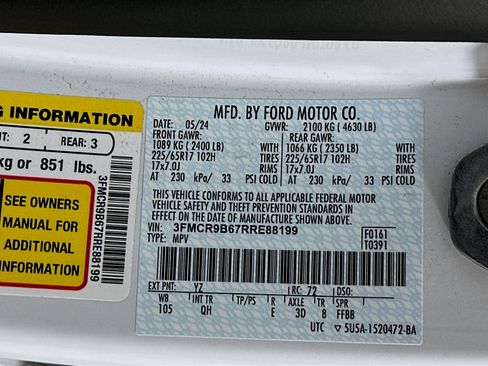 G INFORMATION
NT: 2 REAR: 3
kg or 851 lbs.
SEE OWNERS
MANUAL FOR
ADDITIONAL
INFORMATION
3FMCR9B67RRE88199
MFD. BY FORD MOTOR CO.
DATE: 05/24 GVWR: 2100 KG ( 4630 LB)
FRONT GAWR: REAR GAWR:
1089 KG ( 2400 LB) WITH 1066 KG ( 2350 LB) WITH
225/65R17 102H TIRES 225/65R17 102H TIRES
17x7.0J RIMS 17x7.0J RIMS
AT 230 kPa/ 33 PSI COLD AT 230 kPa/ 33 PSI COLD
THIS VEHICLE CONFORMS TO ALL APPLICABLE FEDERAL MOTOR
VEHICLE SAFETY AND THEFT PREVENTION STANDARDS IN EFFECT
ON THE DATE OF MANUFACTURE SHOWN ABOVE.
VIN: 3FMCR9B67RRE88199 F0161
TYPE: MPV T0391
EXT PNT: YZ RC: 72 DSO:
WB INT TR TP/PS R AXLE TR SPR
105 QH E 3D 8 FFBB
UTC ▽5U5A-1520472-BA